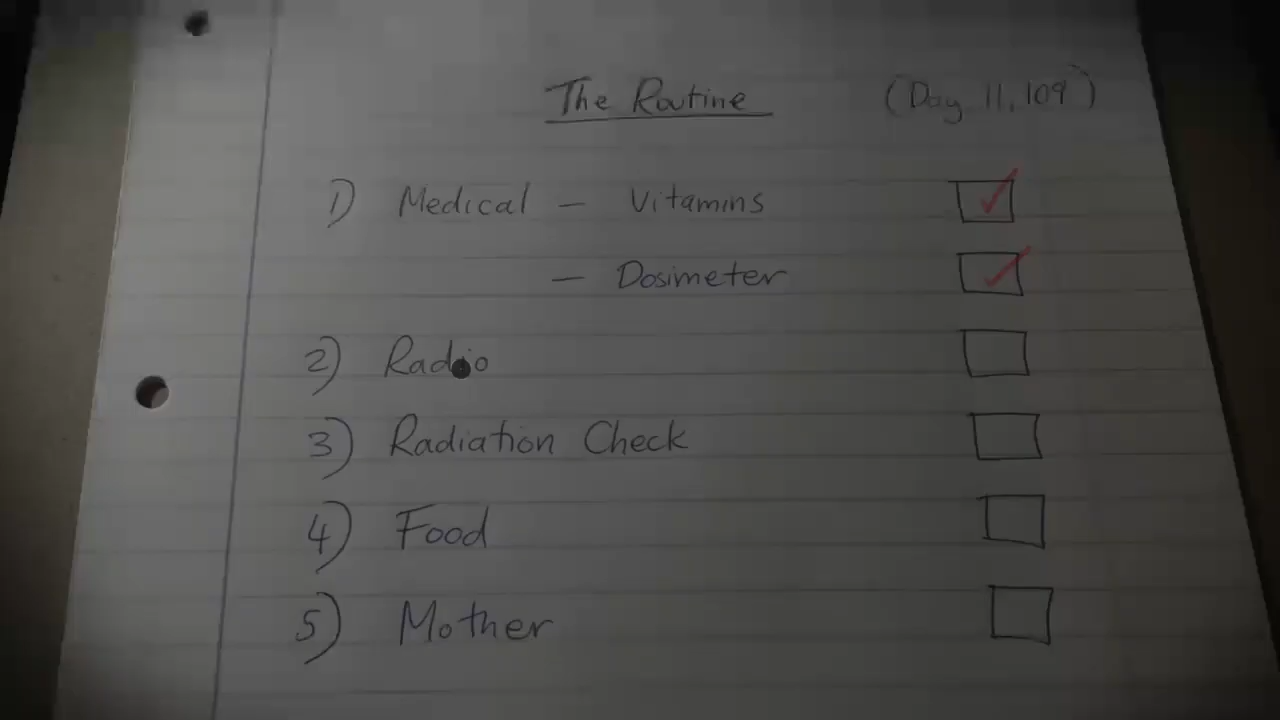 The Routine (Day 11,109)
1) Medical – Vitamins
– Dosimeter
2) Radio
3) Radiation Check
4) Food
5) Mother